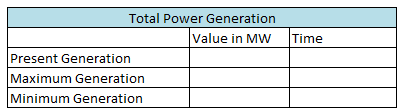 Total Power Generation
Value in MW Time
Present Generation
Maximum Generation
Minimum Generation